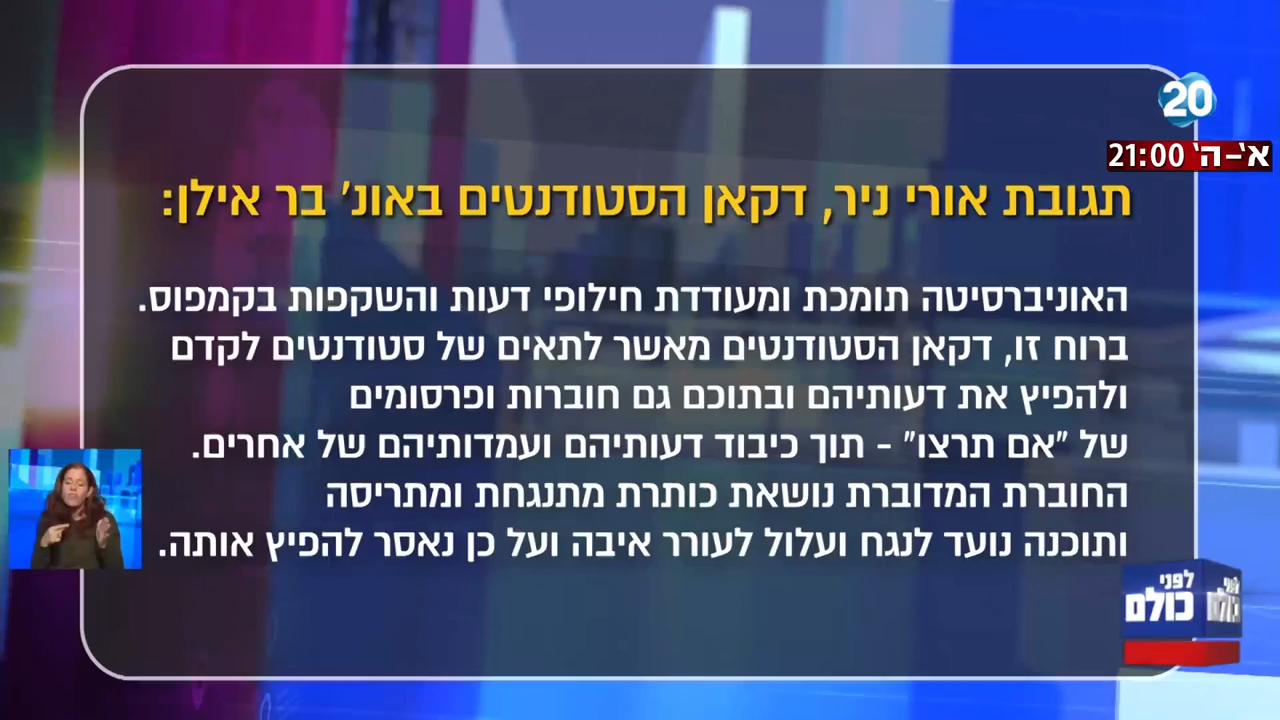 20
א'-ה' 21:00
תגובת אורי ניר, דקאן הסטודנטים באונ' בר אילן:
האוניברסיטה תומכת ומעודדת חילופי דעות והשקפות בקמפוס.
ברוח זו, דקאן הסטודנטים מאשר לתאים של סטודנטים לקדם
ולהפיץ את דעותיהם ובתוכם גם חוברות ופרסומים
של "אם תרצו" - תוך כיבוד דעותיהם ועמדותיהם של אחרים.
החוברת המדוברת נושאת כותרת מתנגחת ומתריסה
ותוכנה נועד לנגח ועלול לעורר איבה ועל כן נאסר להפיץ אותה.
לפני
כולם
לפני
כולם